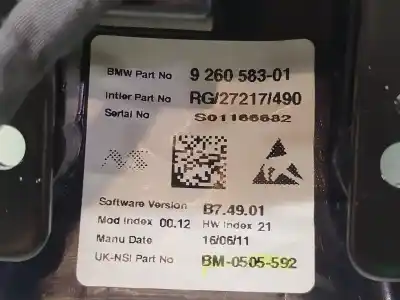 BMW Part No 9 260 583-01
Intier Part No RG/27217/490
Serial No S01166682
Software Version B7.49.01
Mod Index 00.12 HW Index 21
Manu Date 16/06/11
UK-NSI Part No BM-0505-592